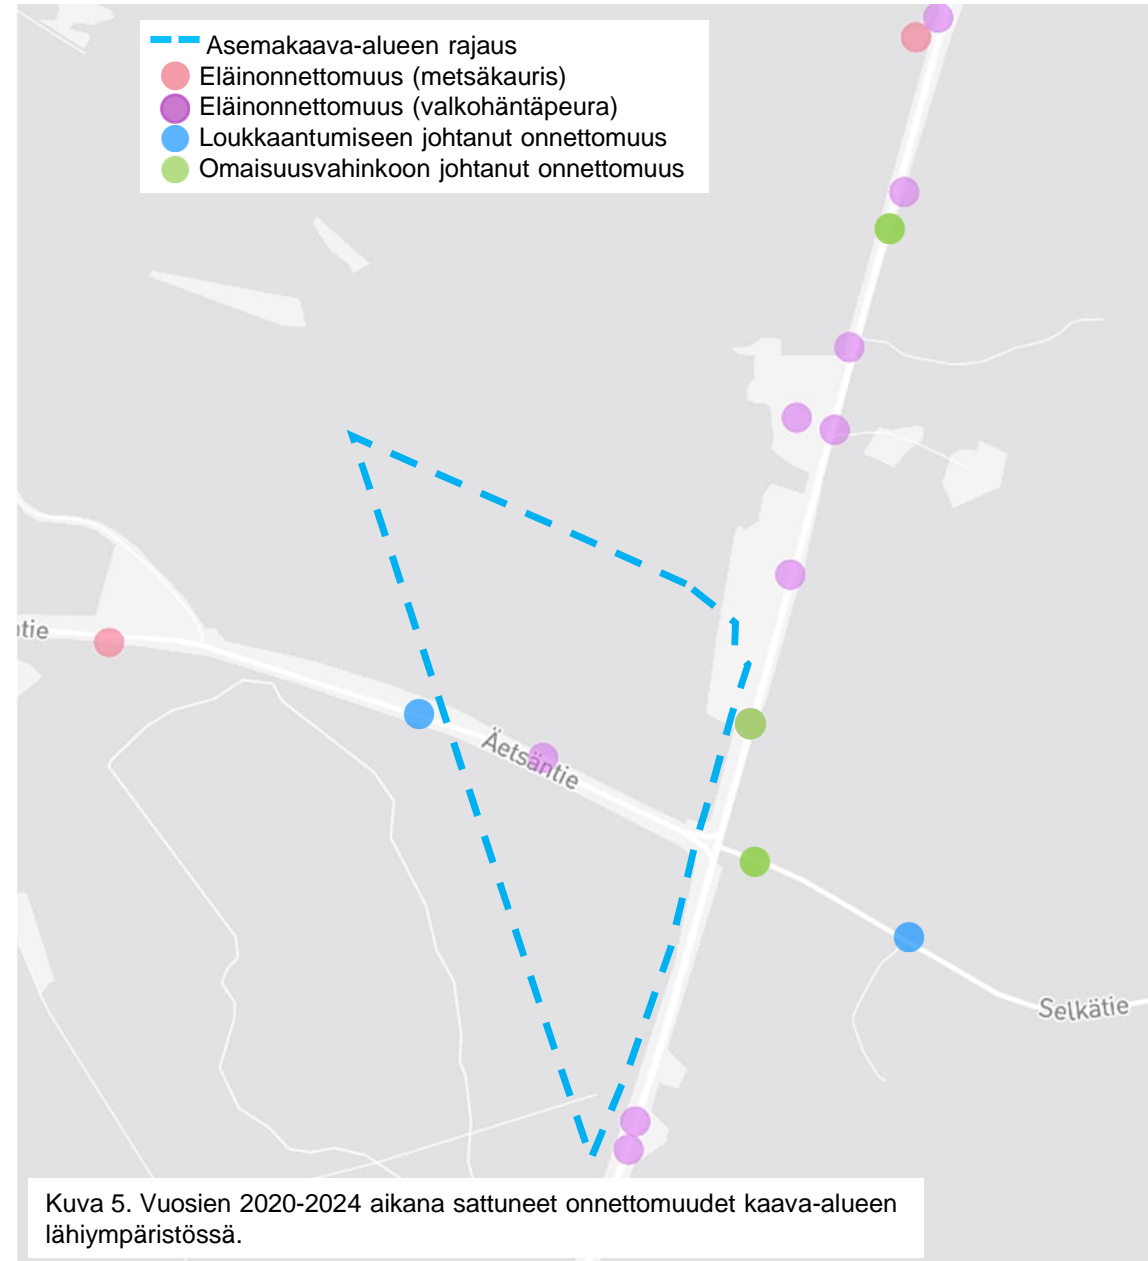 Asemakaava-alueen rajaus
Eläinonnettomuus (metsäkauris)
Eläinonnettomuus (valkohäntäpeura)
Loukkaantumiseen johtanut onnettomuus
Omaisuusvahinkoon johtanut onnettomuus
Äetsäntie
Selkätie
Kuva 5. Vuosien 2020-2024 aikana sattuneet onnettomuudet kaava-alueen
lähiympäristössä.